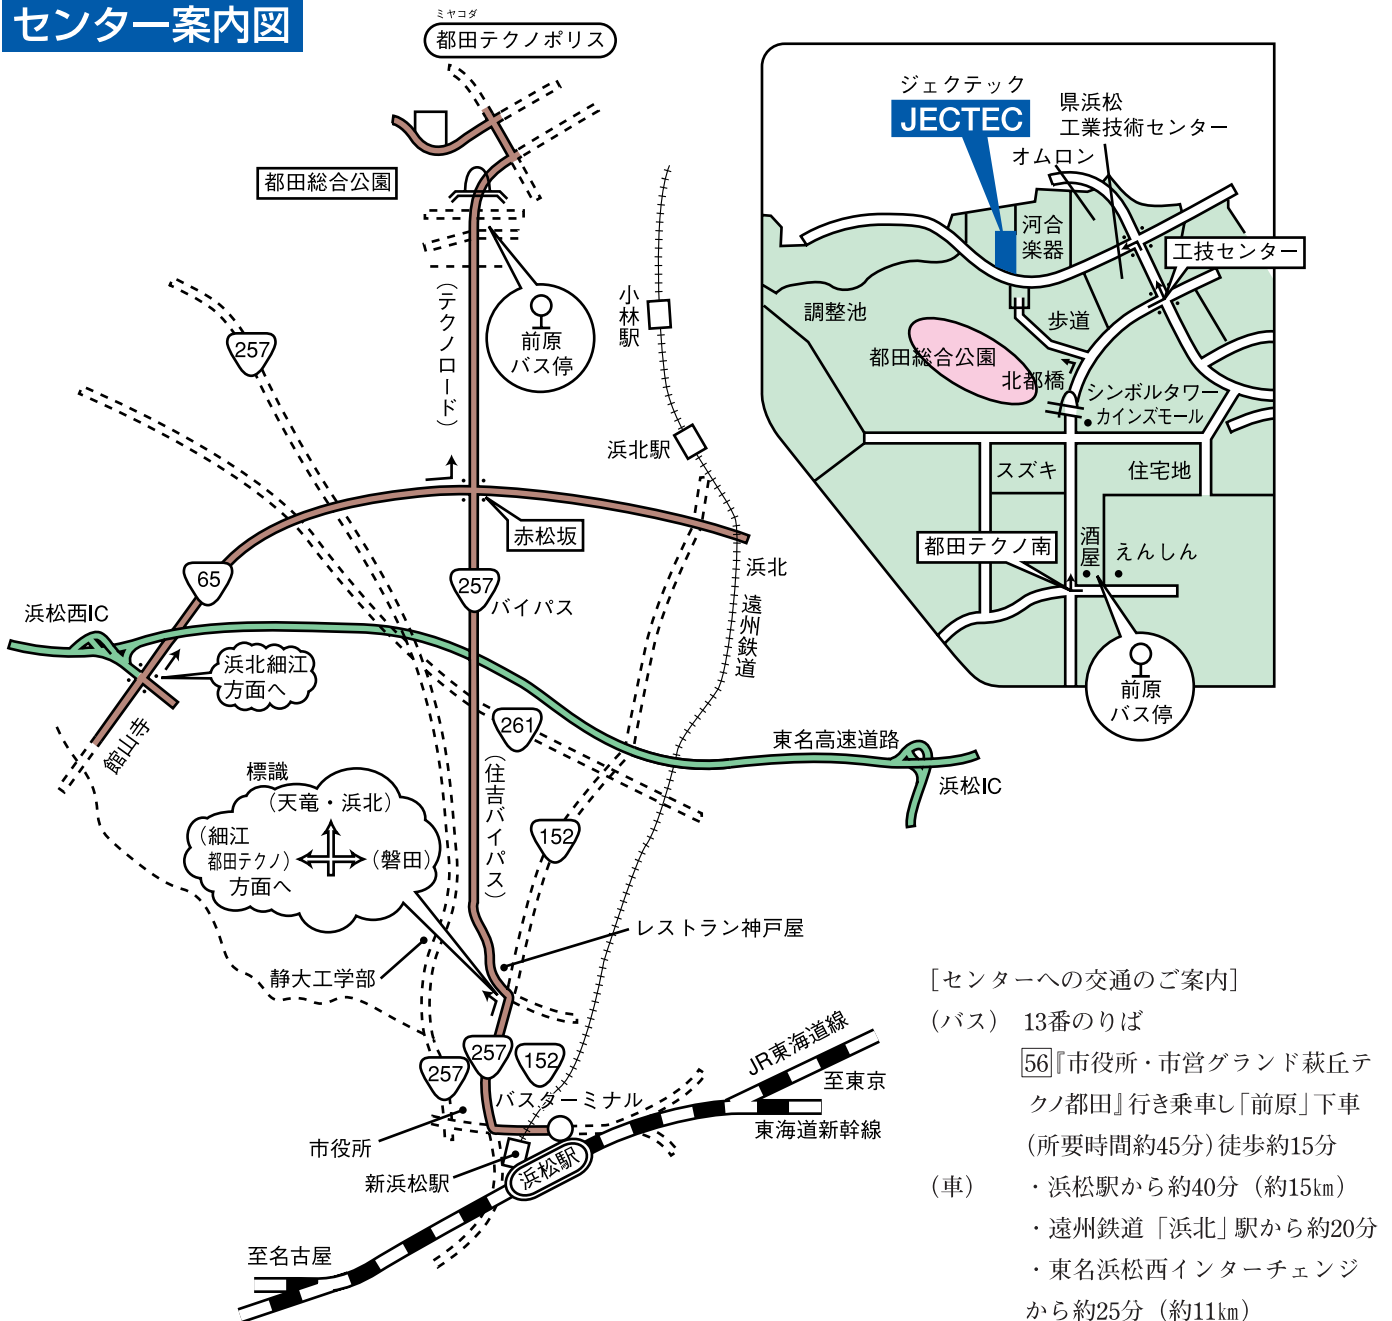 センター案内図
ミヤコダ
都田テクノポリス
都田総合公園
257
(テクノロード)
前原
バス停
小林駅
浜北駅
赤松坂
浜北
65
257
バイパス
遠州鉄道
浜松西IC
浜北細江
方面へ
館山寺
261
東名高速道路
浜松IC
標識
(天竜・浜北)
(細江
都田テクノ)
方面へ
(磐田)
(住吉バイパス)
152
レストラン神戸屋
静大工学部
257
257
152
バスターミナル
市役所
新浜松駅
浜松駅
JR東海道線
至東京
東海道新幹線
至名古屋
ジェクテック
JECTEC
県浜松
工業技術センター
オムロン
河合
楽器
工技センター
調整池
歩道
都田総合公園
北都橋
シンボルタワー
カインズモール
スズキ
住宅地
都田テクノ南
酒屋
えんしん
前原
バス停
[センターへの交通のご案内]
(バス) 13番のりば
56『市役所・市営グランド萩丘テ
クノ都田』行き乗車し「前原」下車
(所要時間約45分)徒歩約15分
(車) ・浜松駅から約40分(約15㎞)
・遠州鉄道「浜北」駅から約20分
・東名浜松西インターチェンジ
から約25分(約11㎞)